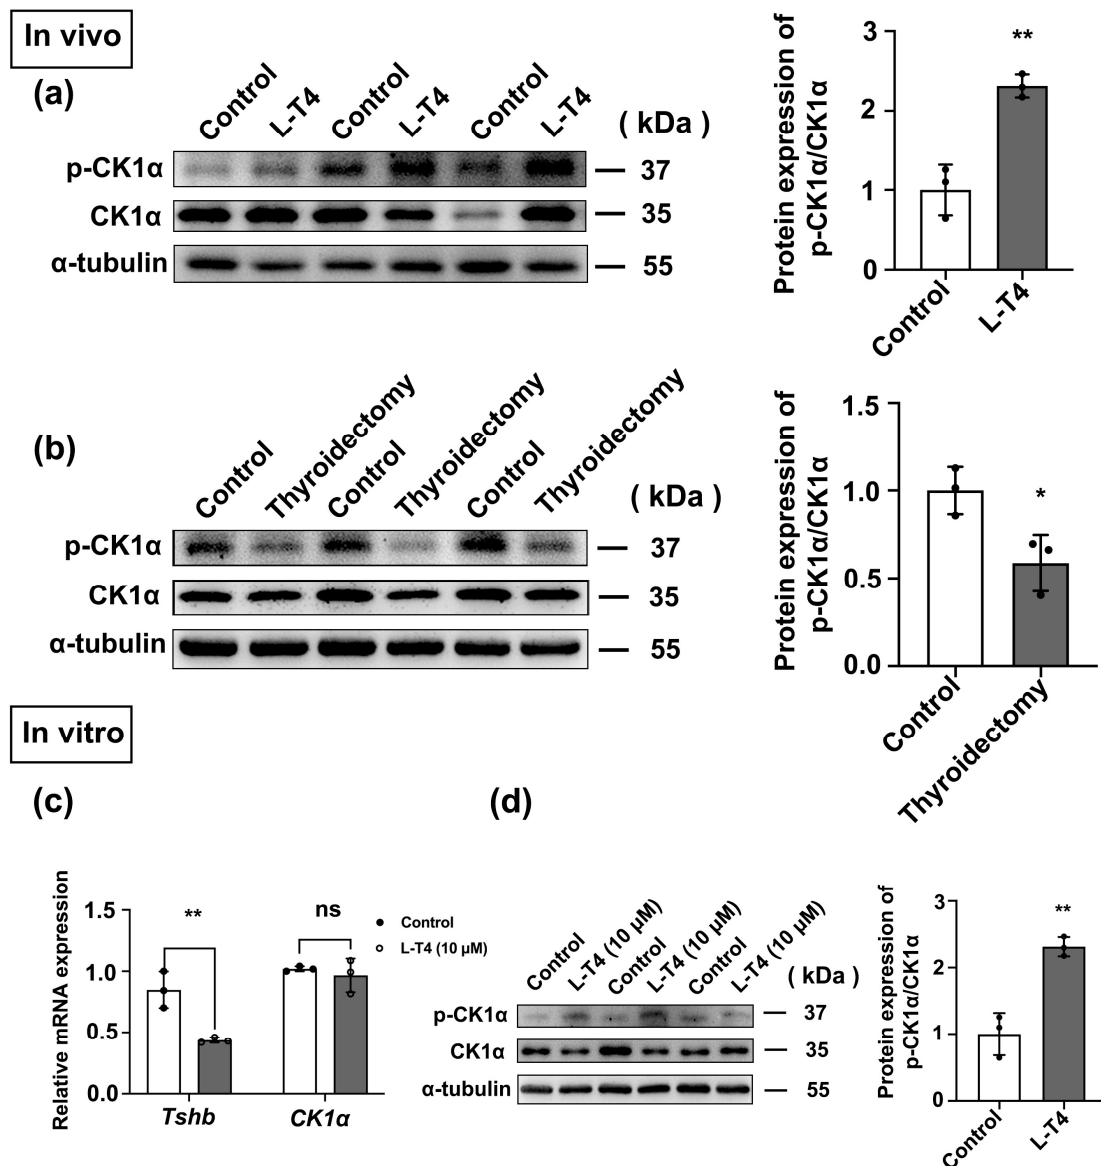 In vivo
(a)
Control L-T4 Control L-T4 Control L-T4
( kDa )
p-CK1α 37
CK1α 35
α-tubulin 55
Protein expression of
p-CK1α/CK1α
3
**
2
1
0
Control L-T4
(b)
Control Thyroidectomy Control Thyroidectomy Control Thyroidectomy
( kDa )
p-CK1α 37
CK1α 35
α-tubulin 55
Protein expression of
p-CK1α/CK1α
1.5
1.0
*
0.5
0.0
Control Thyroidectomy
In vitro
(c)
Relative mRNA expression
1.5
1.0
0.5
0.0
**
ns
Control
L-T4 (10 μM)
Tshb CK1α
(d)
Control L-T4 (10 μM) Control L-T4 (10 μM) Control L-T4 (10 μM)
( kDa )
p-CK1α 37
CK1α 35
α-tubulin 55
Protein expression of
p-CK1α/CK1α
3
**
2
1
0
Control L-T4